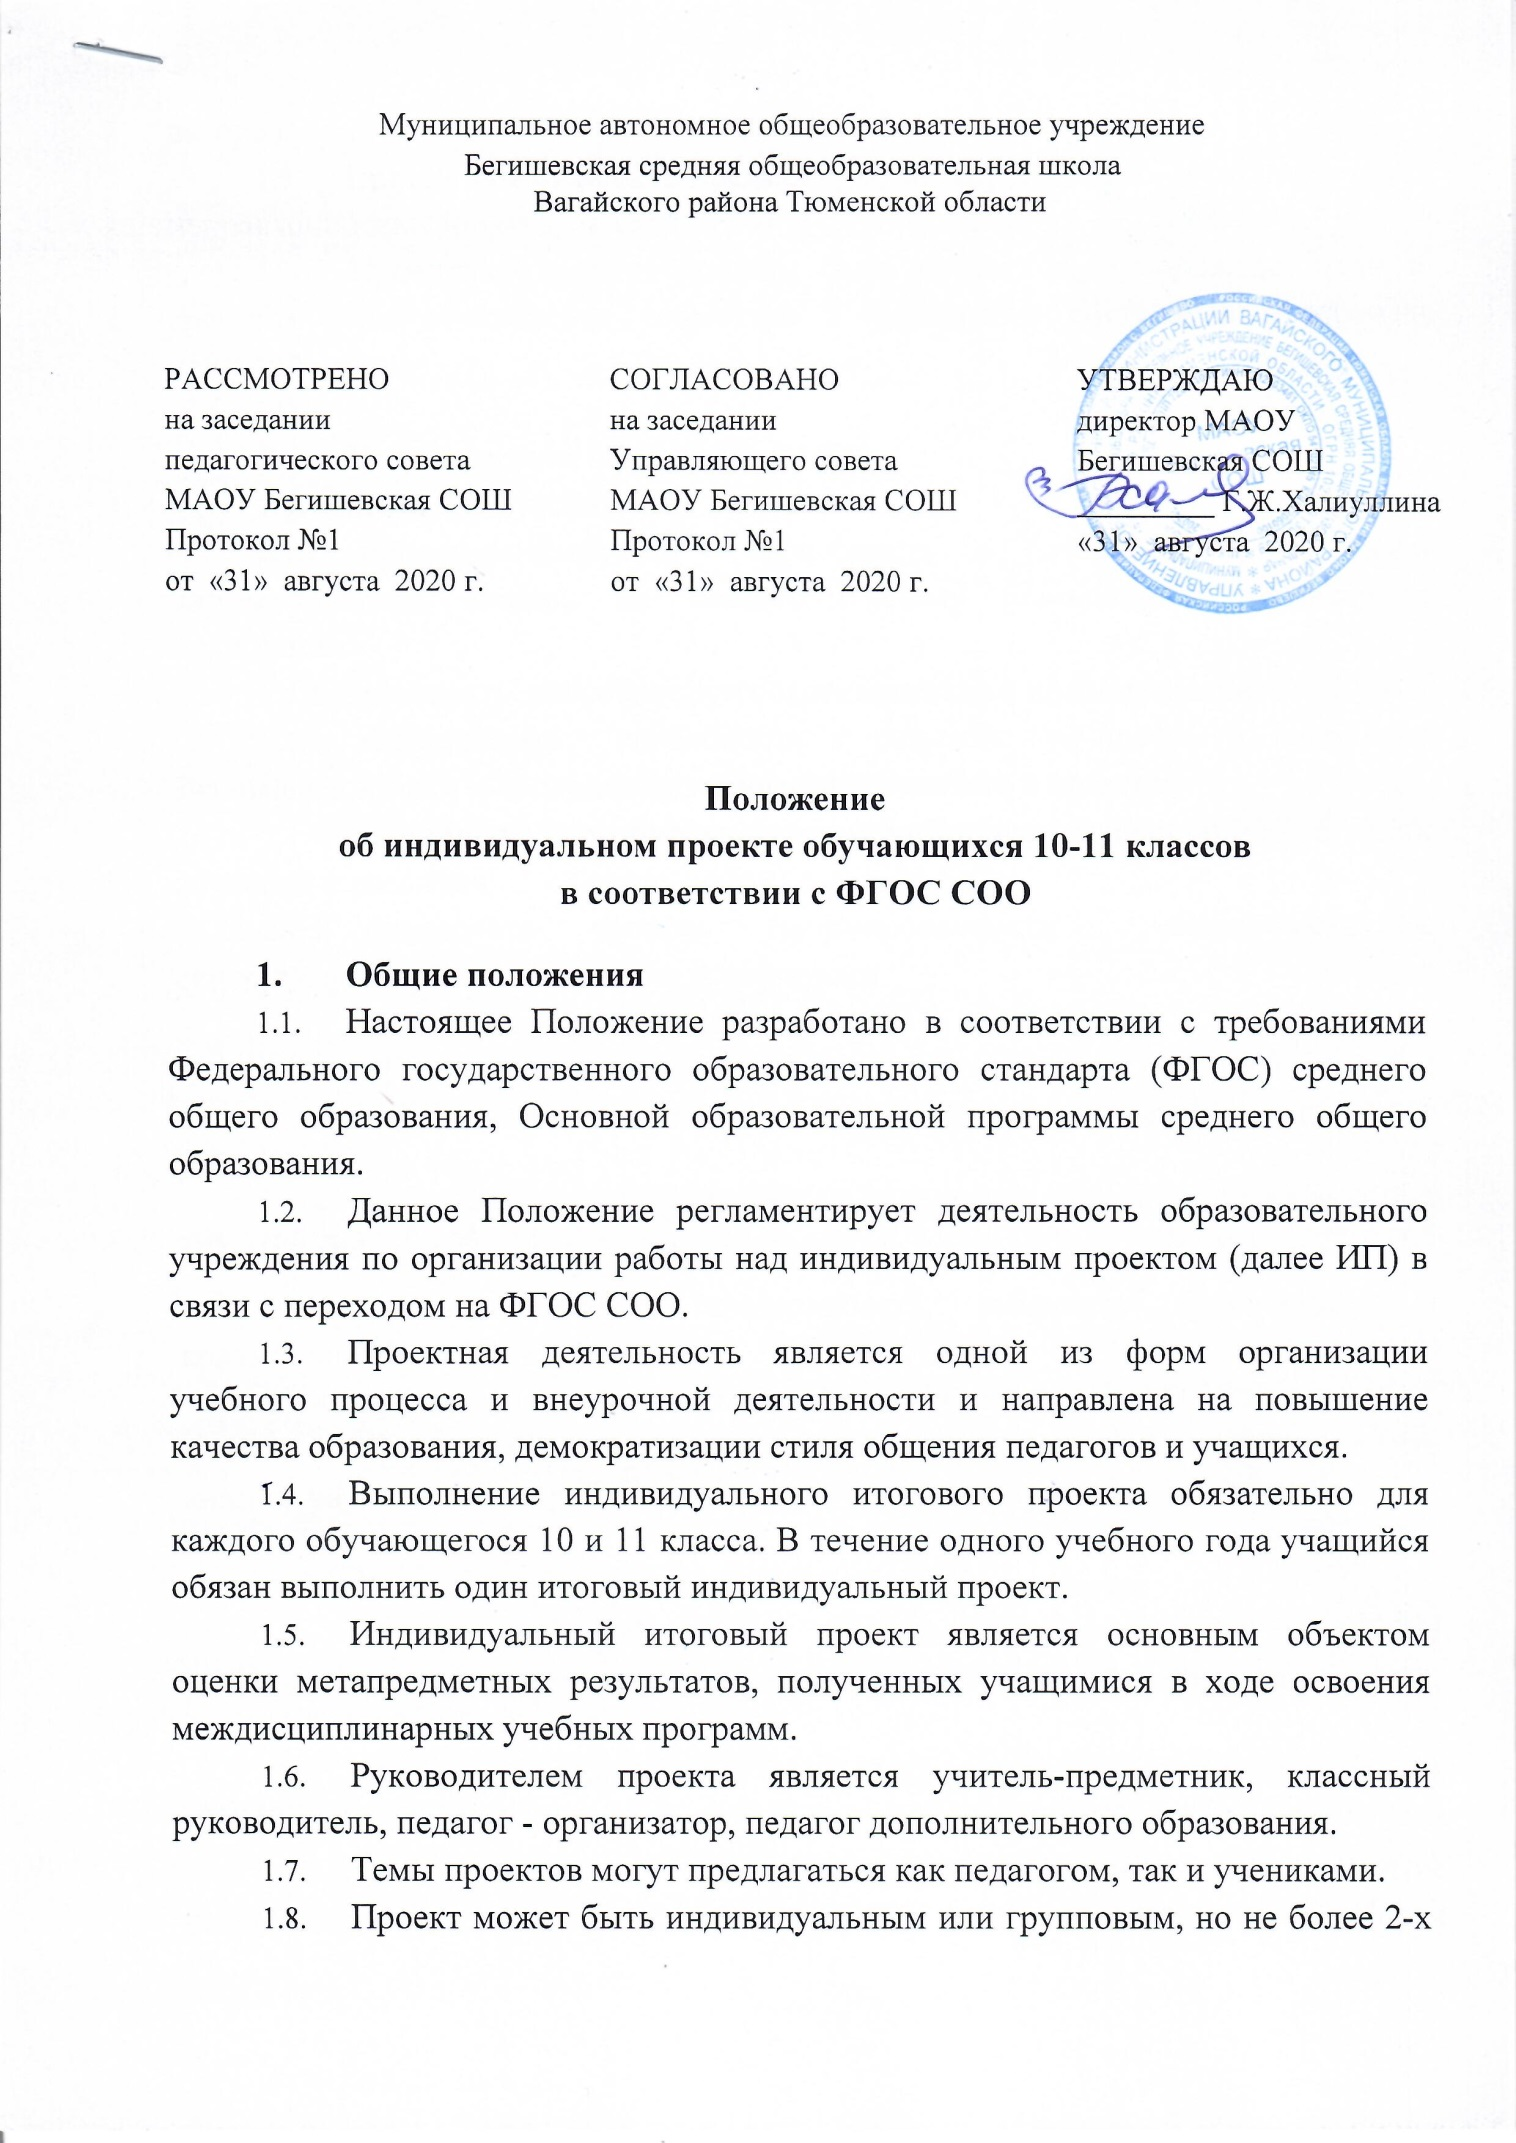 Муниципальное автономное общеобразовательное учреждение
Бегишевская средняя общеобразовательная школа
Вагайского района Тюменской области
РАССМОТРЕНО
на заседании
педагогического совета
МАОУ Бегишевская СОШ
Протокол №1
от «31» августа 2020 г.
СОГЛАСОВАНО
на заседании
Управляющего совета
МАОУ Бегишевская СОШ
Протокол №1
от «31» августа 2020 г.
УТВЕРЖДАЮ
директор МАОУ
Бегишевская СОШ
_________ Г.Ж.Халиуллина
«31» августа 2020 г.
Положение
об индивидуальном проекте обучающихся 10-11 классов
в соответствии с ФГОС СОО
1. Общие положения
1.1. Настоящее Положение разработано в соответствии с требованиями
Федерального государственного образовательного стандарта (ФГОС) среднего
общего образования, Основной образовательной программы среднего общего
образования.
1.2. Данное Положение регламентирует деятельность образовательного
учреждения по организации работы над индивидуальным проектом (далее ИП) в
связи с переходом на ФГОС СОО.
1.3. Проектная деятельность является одной из форм организации
учебного процесса и внеурочной деятельности и направлена на повышение
качества образования, демократизации стиля общения педагогов и учащихся.
1.4. Выполнение индивидуального итогового проекта обязательно для
каждого обучающегося 10 и 11 класса. В течение одного учебного года учащийся
обязан выполнить один итоговый индивидуальный проект.
1.5. Индивидуальный итоговый проект является основным объектом
оценки метапредметных результатов, полученных учащимися в ходе освоения
междисциплинарных учебных программ.
1.6. Руководителем проекта является учитель-предметник, классный
руководитель, педагог - организатор, педагог дополнительного образования.
1.7. Темы проектов могут предлагаться как педагогом, так и учениками.
1.8. Проект может быть индивидуальным или групповым, но не более 2-х